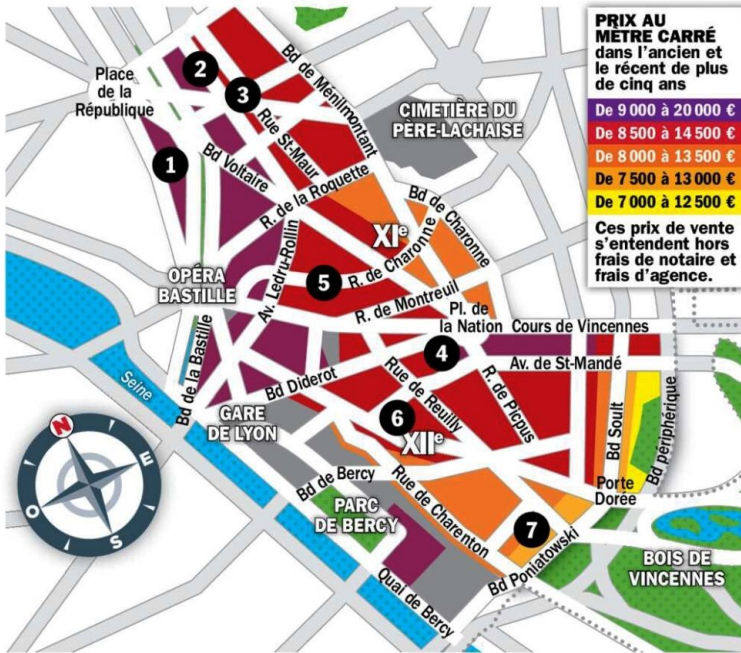 PRIX AU
MÈTRE CARRÉ
dans l'ancien et
le récent de plus
de cinq ans
De 9 000 à 20 000 €
De 8 500 à 14 500 €
De 8 000 à 13 500 €
De 7 500 à 13 000 €
De 7 000 à 12 500 €
Ces prix de vente
s'entendent hors
frais de notaire et
frais d'agence.
Place
de la
République
2
3
1
Bd de Ménilmontant
CIMETIÈRE DU
PÈRE-LACHAISE
Rue St-Maur
Bd Voltaire
R. de la Roquette
Bd de Charonne
XIe
R. de Charonne
Av. Ledru-Rollin
OPÉRA
BASTILLE
5
R. de Montreuil
Pl. de
la Nation
Cours de Vincennes
4
Av. de St-Mandé
Bd de la Bastille
Seine
Bd Diderot
Rue de Reuilly
R. de Picpus
GARE
DE LYON
6
XIIe
Bd Soult
Bd périphérique
N
E
S
O
Bd de Bercy
Rue de Charenton
Porte
Dorée
PARC
DE BERCY
7
Bd Poniatowski
BOIS DE
VINCENNES
Quai de Bercy